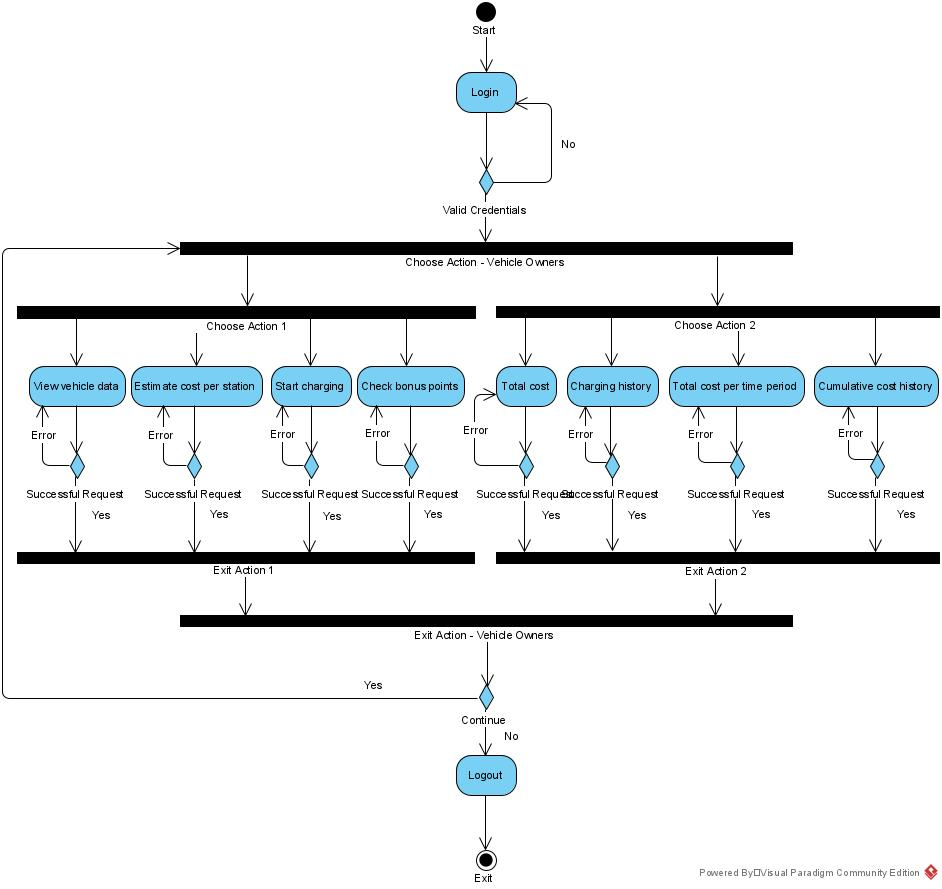 Start
Login
No
Valid Credentials
Choose Action - Vehicle Owners
Choose Action 1
Choose Action 2
View vehicle data
Estimate cost per station
Start charging
Check bonus points
Total cost
Charging history
Total cost per time period
Cumulative cost history
Error
Error
Error
Error
Error
Error
Error
Error
Successful Request
Successful Request
Successful Request
Successful Request
Successful Request
Successful Request
Successful Request
Successful Request
Yes
Yes
Yes
Yes
Yes
Yes
Yes
Yes
Exit Action 1
Exit Action 2
Exit Action - Vehicle Owners
Yes
Continue
No
Logout
Exit
Powered By□Visual Paradigm Community Edition